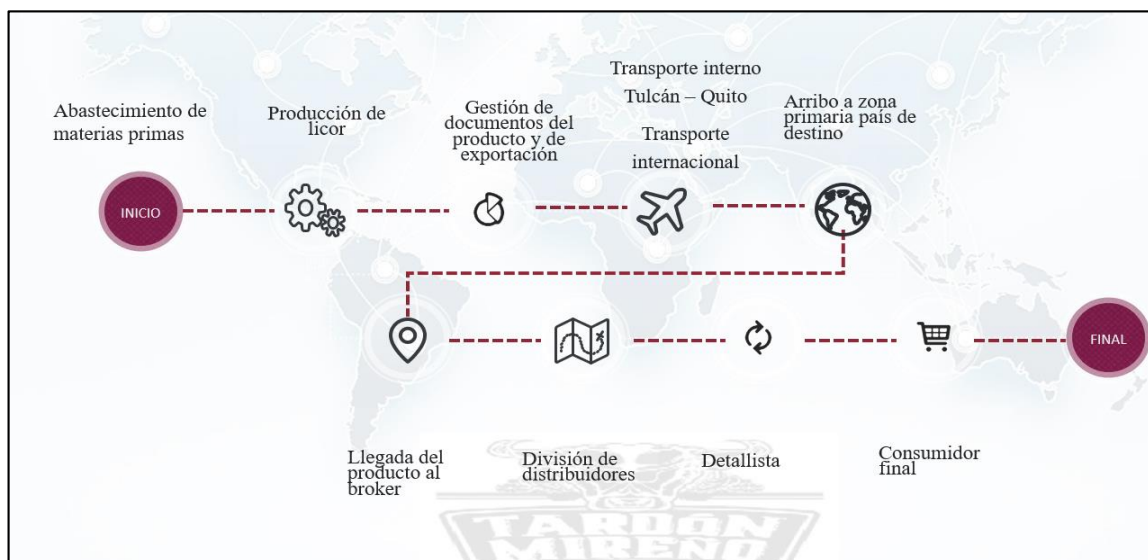 Abastecimiento de
materias primas
Producción de
licor
Gestión de
documentos del
producto y de
exportación
Transporte interno
Tulcán – Quito
Transporte
internacional
Arribo a zona
primaria país de
destino
INICIO
FINAL
Llegada del
producto al
broker
División de
distribuidores
Detallista
Consumidor
final
TARDÓN
MIREÑO